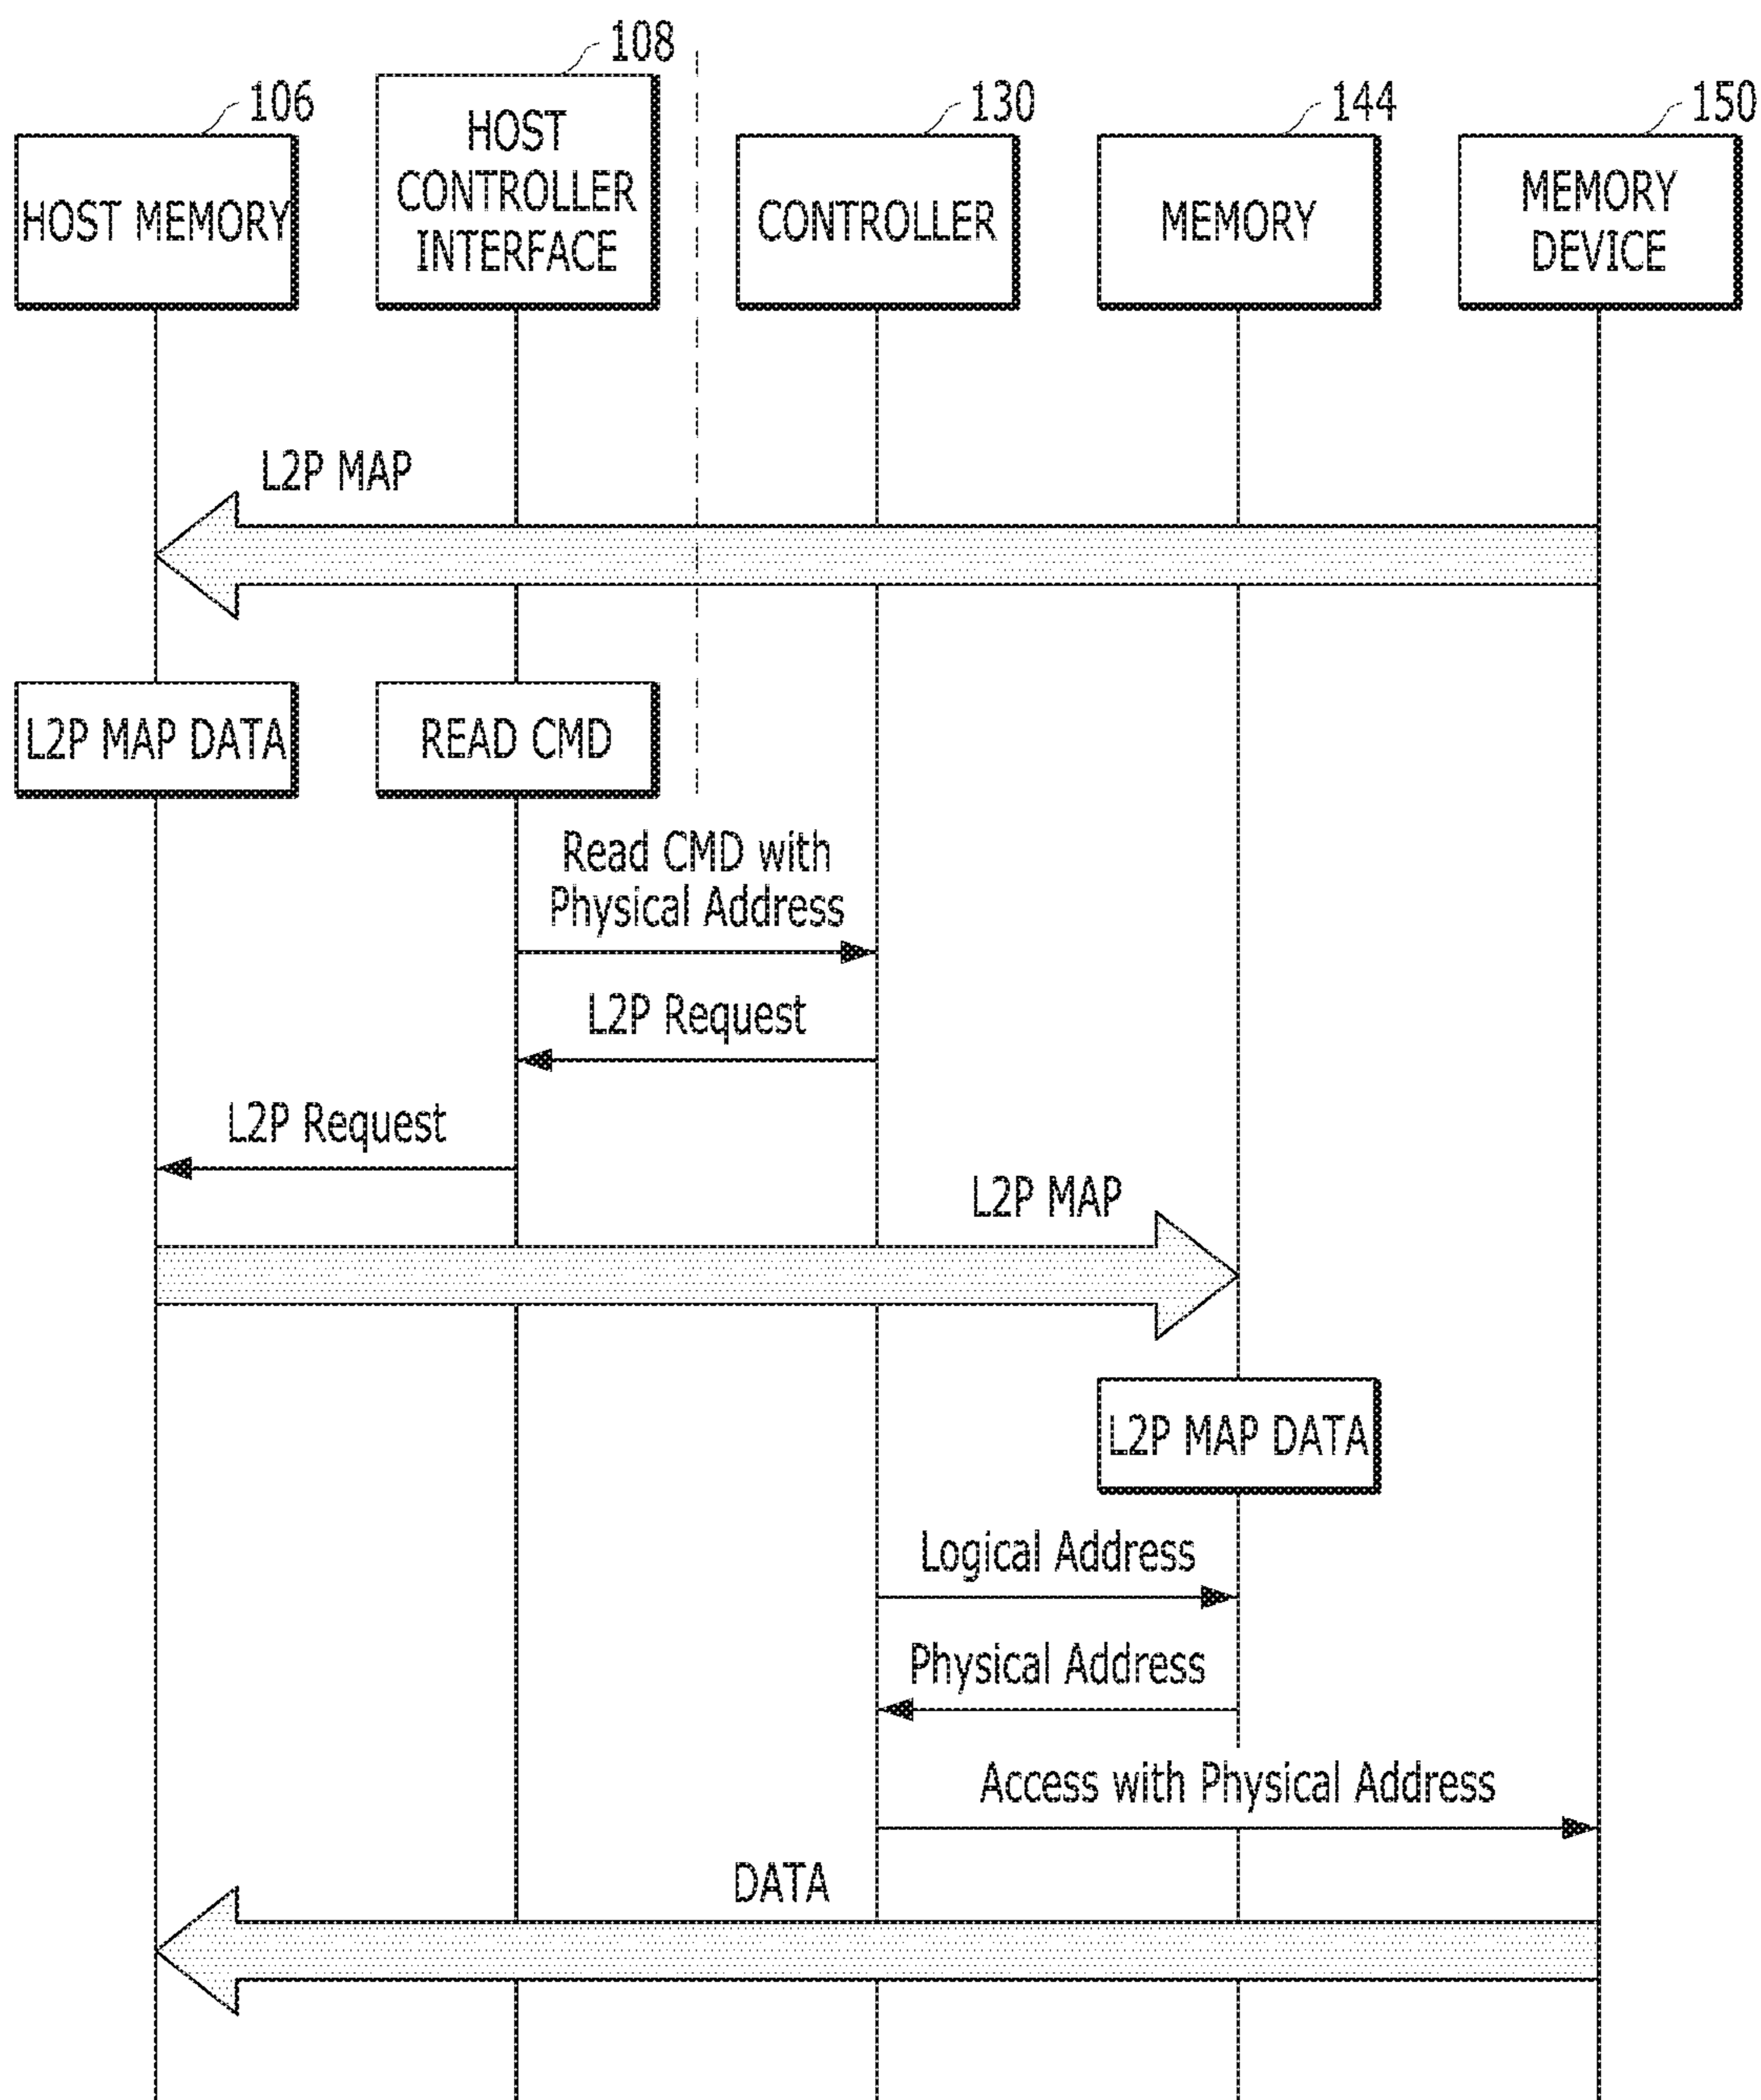 108
106
130
144
150
HOST MEMORY
HOST
CONTROLLER
INTERFACE
CONTROLLER
MEMORY
MEMORY
DEVICE
L2P MAP
L2P MAP DATA
READ CMD
Read CMD with
Physical Address
L2P Request
L2P Request
L2P MAP
L2P MAP DATA
Logical Address
Physical Address
Access with Physical Address
DATA